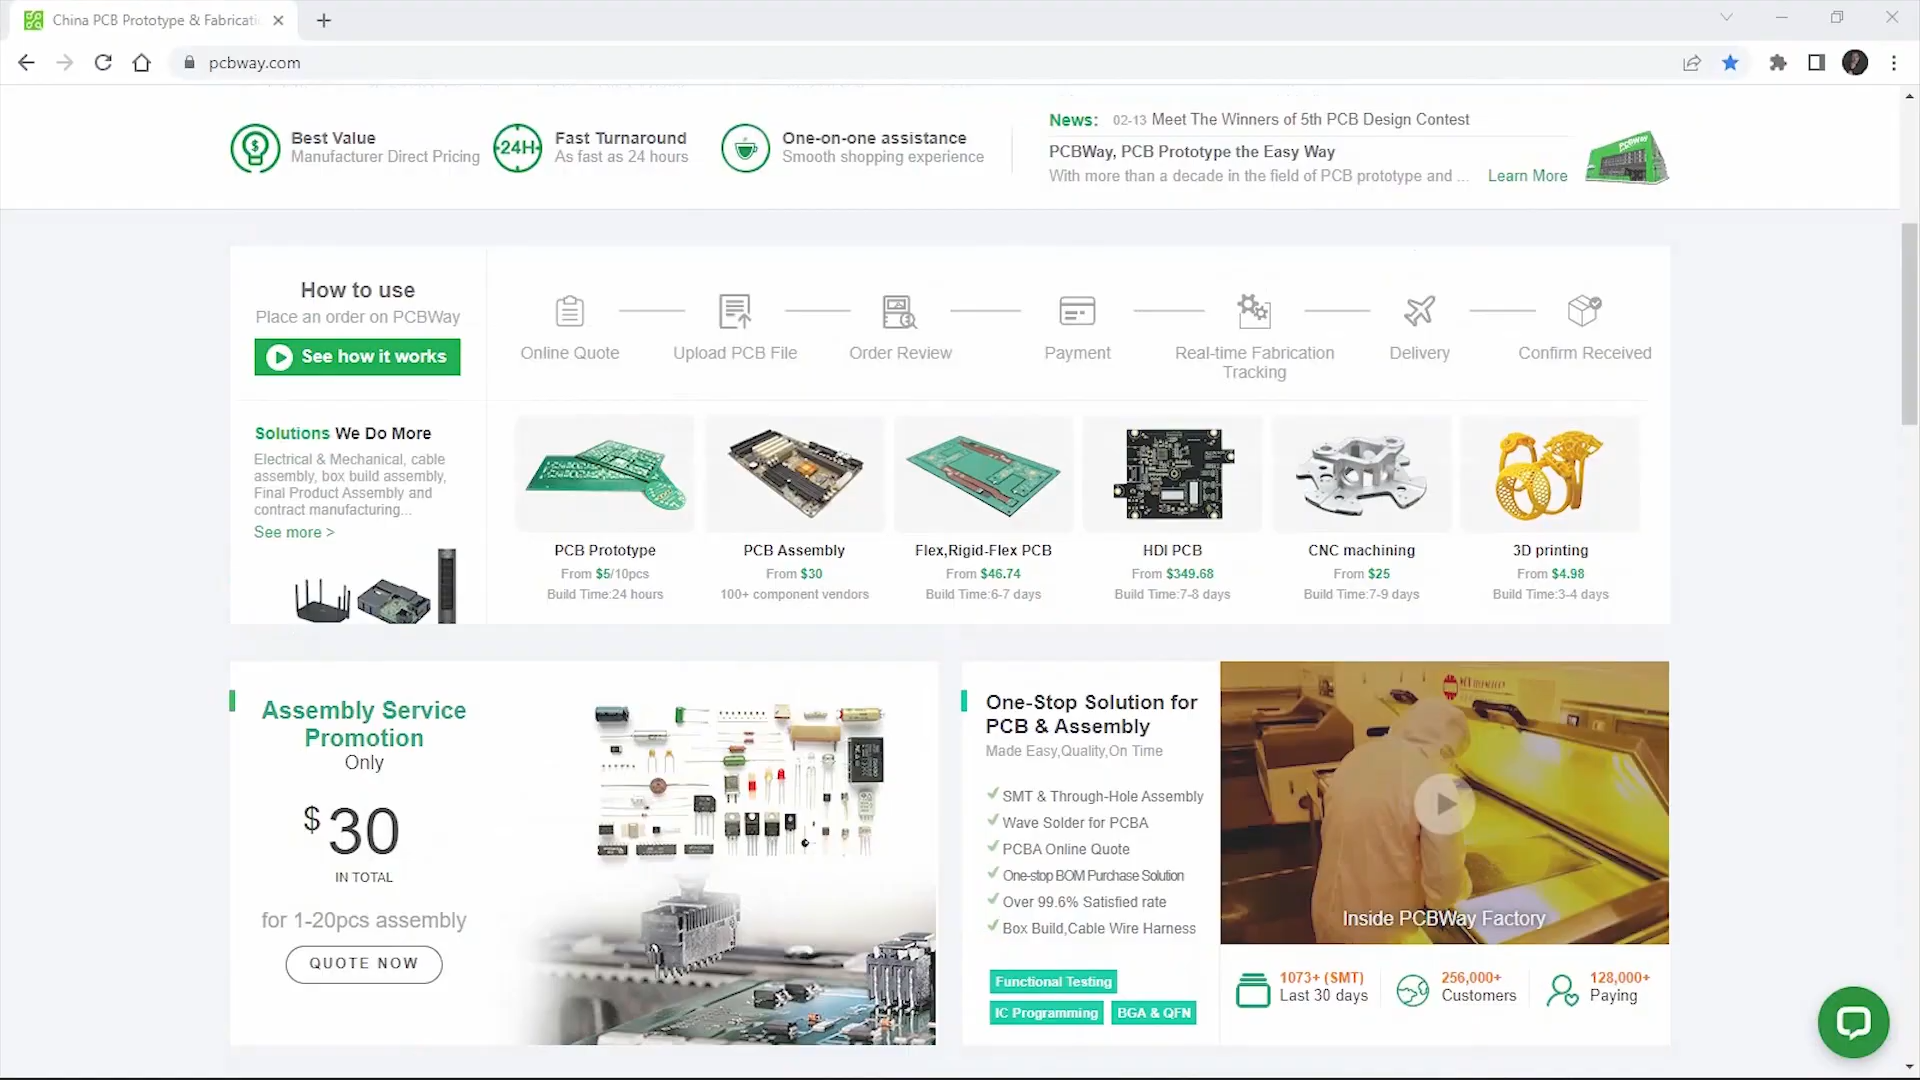 China PCB Prototype & Fabricati
pcbway.com
Best Value
Manufacturer Direct Pricing
24H
Fast Turnaround
As fast as 24 hours
One-on-one assistance
Smooth shopping experience
News: 02-13 Meet The Winners of 5th PCB Design Contest
PCBWay, PCB Prototype the Easy Way
With more than a decade in the field of PCB prototype and ... Learn More
PCBWay
How to use
Place an order on PCBWay
See how it works
Online Quote
Upload PCB File
Order Review
Payment
Real-time Fabrication
Tracking
Delivery
Confirm Received
Solutions We Do More
Electrical & Mechanical, cable
assembly, box build assembly,
Final Product Assembly and
contract manufacturing...
See more >
PCB Prototype
From $5/10pcs
Build Time:24 hours
PCB Assembly
From $30
100+ component vendors
Flex,Rigid-Flex PCB
From $46.74
Build Time:6-7 days
HDI PCB
From $349.68
Build Time:7-8 days
CNC machining
From $25
Build Time:7-9 days
3D printing
From $4.98
Build Time:3-4 days
Assembly Service
Promotion
Only
$30
IN TOTAL
for 1-20pcs assembly
QUOTE NOW
One-Stop Solution for
PCB & Assembly
Made Easy,Quality,On Time
SMT & Through-Hole Assembly
Wave Solder for PCBA
PCBA Online Quote
One-stop BOM Purchase Solution
Over 99.6% Satisfied rate
Box Build,Cable Wire Harness
Functional Testing
IC Programming
BGA & QFN
Inside PCBWay Factory
1073+ (SMT)
Last 30 days
256,000+
Customers
128,000+
Paying